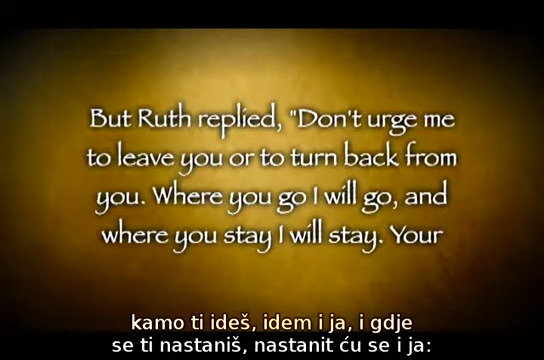 But Ruth replied, "Don't urge me
to leave you or to turn back from
you. Where you go I will go, and
where you stay I will stay. Your
kamo ti ideš, idem i ja, i gdje
se ti nastaniš, nastanit ću se i ja: